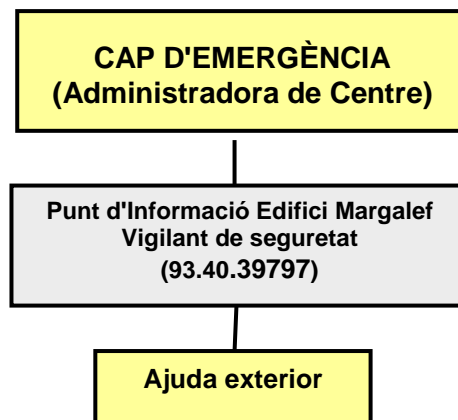 CAP D'EMERGÈNCIA
(Administradora de Centre)
Punt d'Informació Edifici Margalef
Vigilant de seguretat
(93.40.39797)
Ajuda exterior